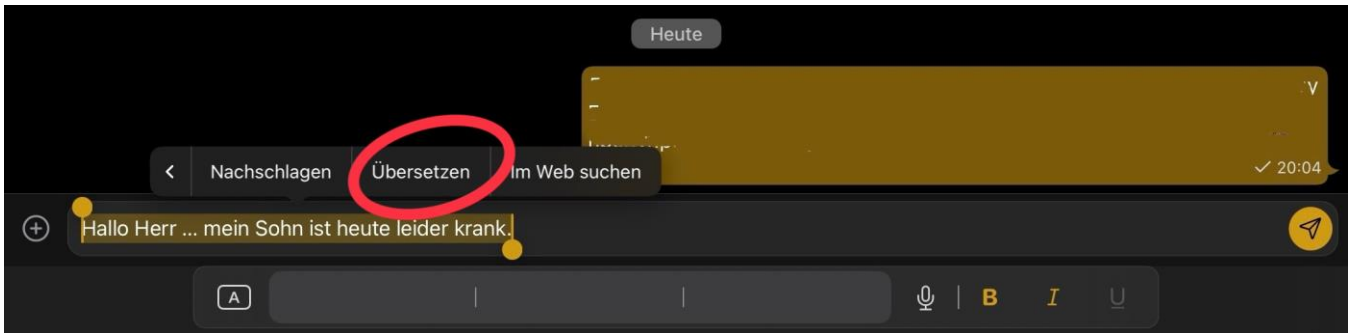 Heute
20:04
Nachschlagen Übersetzen Im Web suchen
Hallo Herr ... mein Sohn ist heute leider krank.
A
B I U